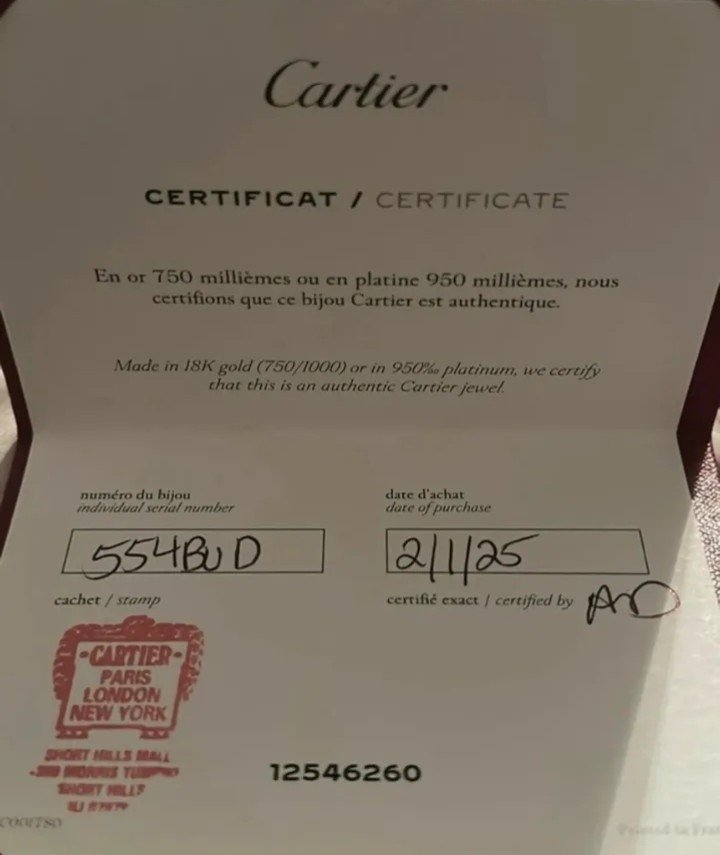 Cartier
CERTIFICAT / CERTIFICATE
En or 750 millièmes ou en platine 950 millièmes, nous
certifions que ce bijou Cartier est authentique.
Made in 18K gold (750/1000) or in 950‰ platinum, we certify
that this is an authentic Cartier jewel.
numéro du bijou
individual serial number
554BUD
date d'achat
date of purchase
2/1/25
cachet / stamp
certifié exact / certified by
CARTIER
PARIS
LONDON
NEW YORK
SHORT HILLS MALL
MORRIS
SHORT HILLS
12546260
Printed in